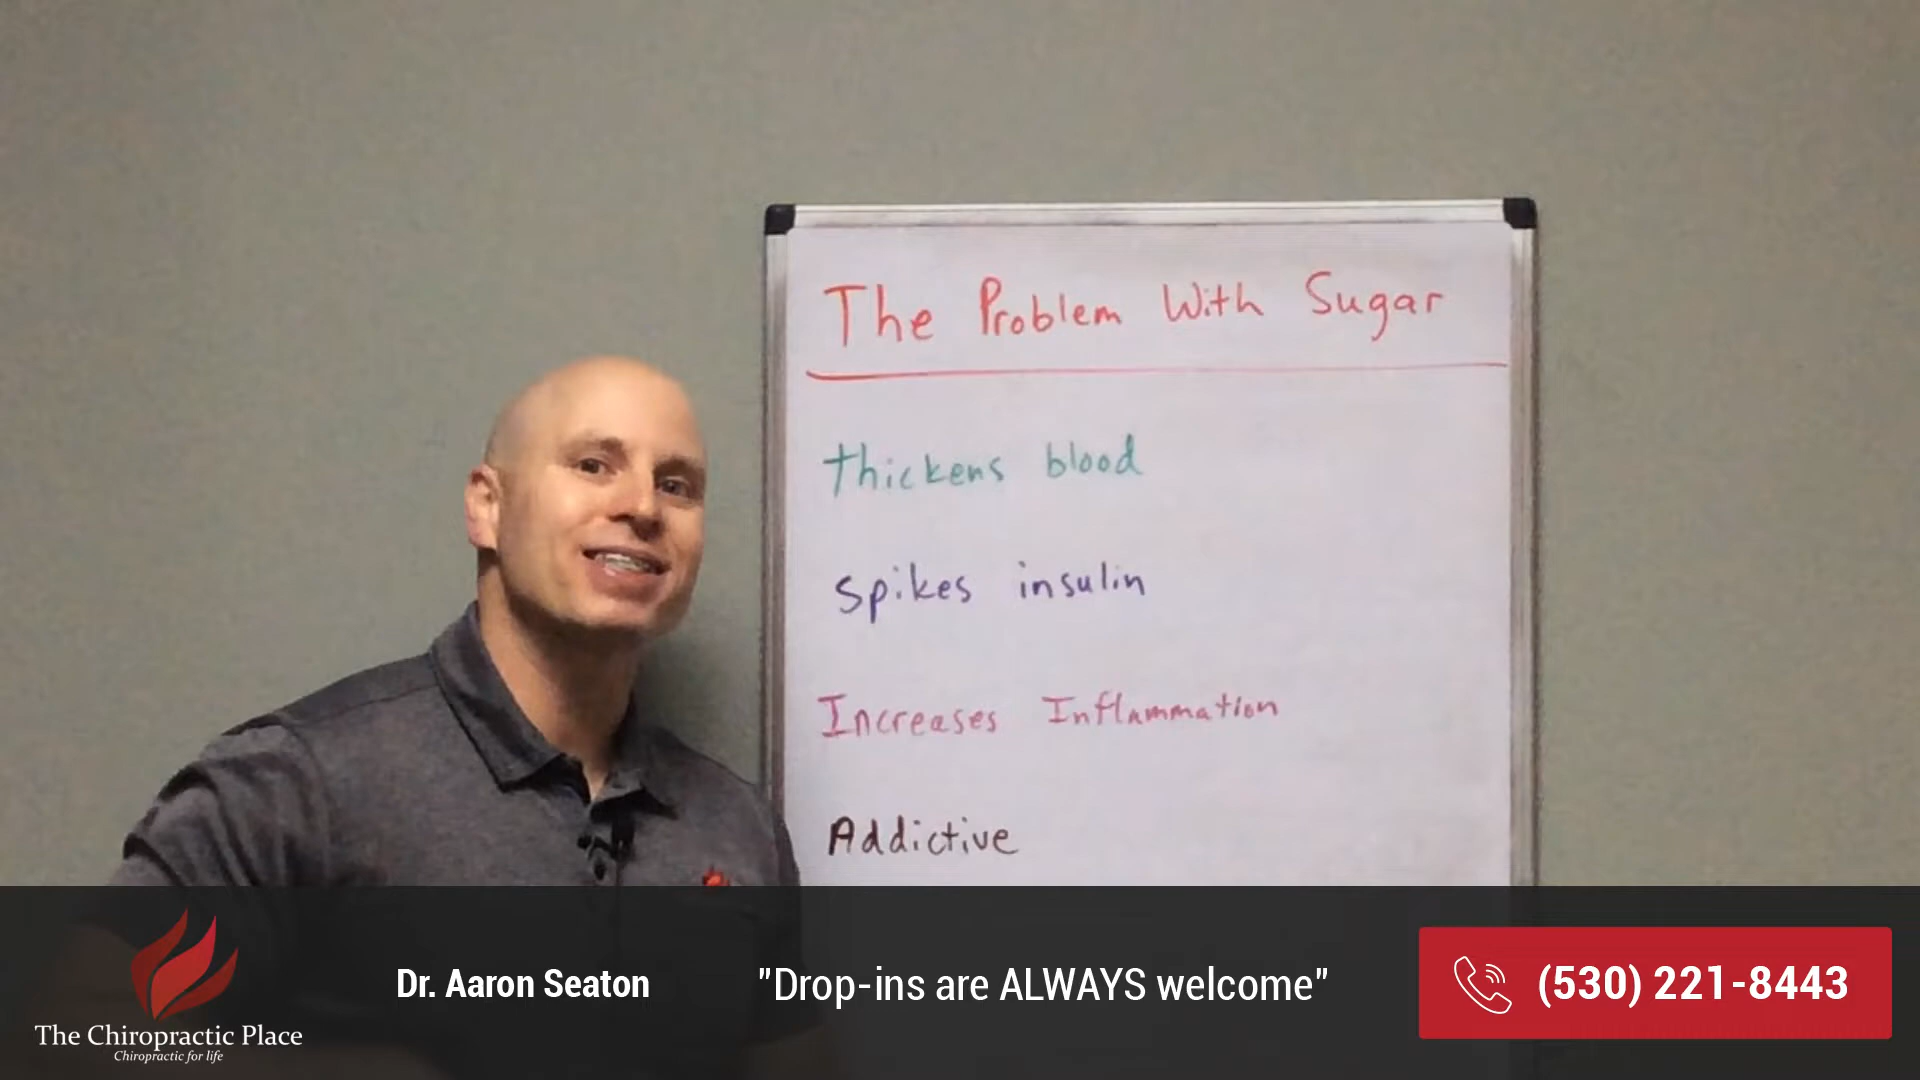 The Problem With Sugar
thickens blood
Spikes insulin
Increases Inflammation
Addictive
The Chiropractic Place
Chiropractic for life
Dr. Aaron Seaton
"Drop-ins are ALWAYS welcome"
(530) 221-8443